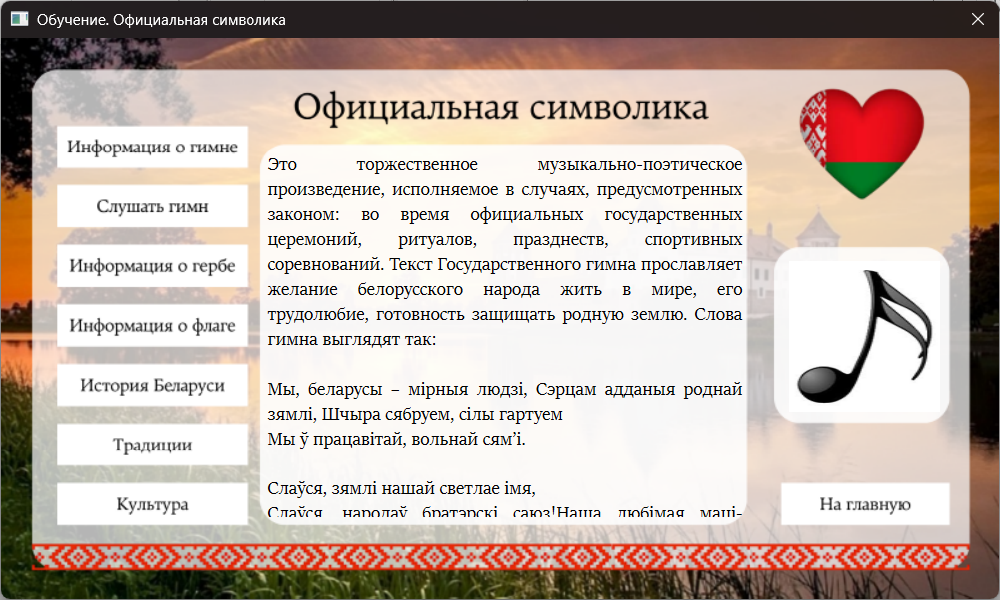 Обучение. Официальная символика
Официальная символика
Информация о гимне
Слушать гимн
Информация о гербе
Информация о флаге
История Беларуси
Традиции
Культура
Это торжественное музыкально-поэтическое
произведение, исполняемое в случаях, предусмотренных
законом: во время официальных государственных
церемоний, ритуалов, празднеств, спортивных
соревнований. Текст Государственного гимна прославляет
желание белорусского народа жить в мире, его
трудолюбие, готовность защищать родную землю. Слова
гимна выглядят так:
Мы, беларусы – мірныя людзі, Сэрцам адданыя роднай
зямлі, Шчыра сябруем, сілы гартуем
Мы ў працавітай, вольнай сям’і.
Слаўся, зямлі нашай светлае імя,
Слаўся, народаў братэрскі саюз!Наша любімая маці-
На главную